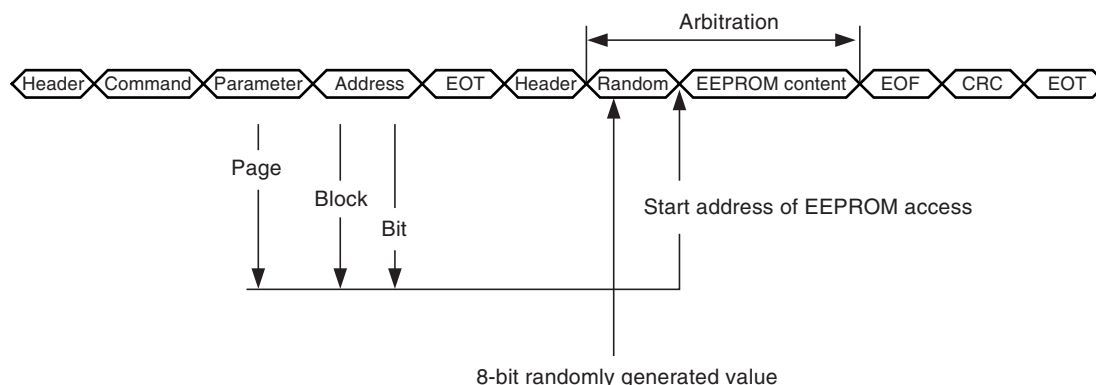 Arbitration
Header Command Parameter Address EOT Header Random EEPROM content EOF CRC EOT
Page
Block
Bit
Start address of EEPROM access
8-bit randomly generated value